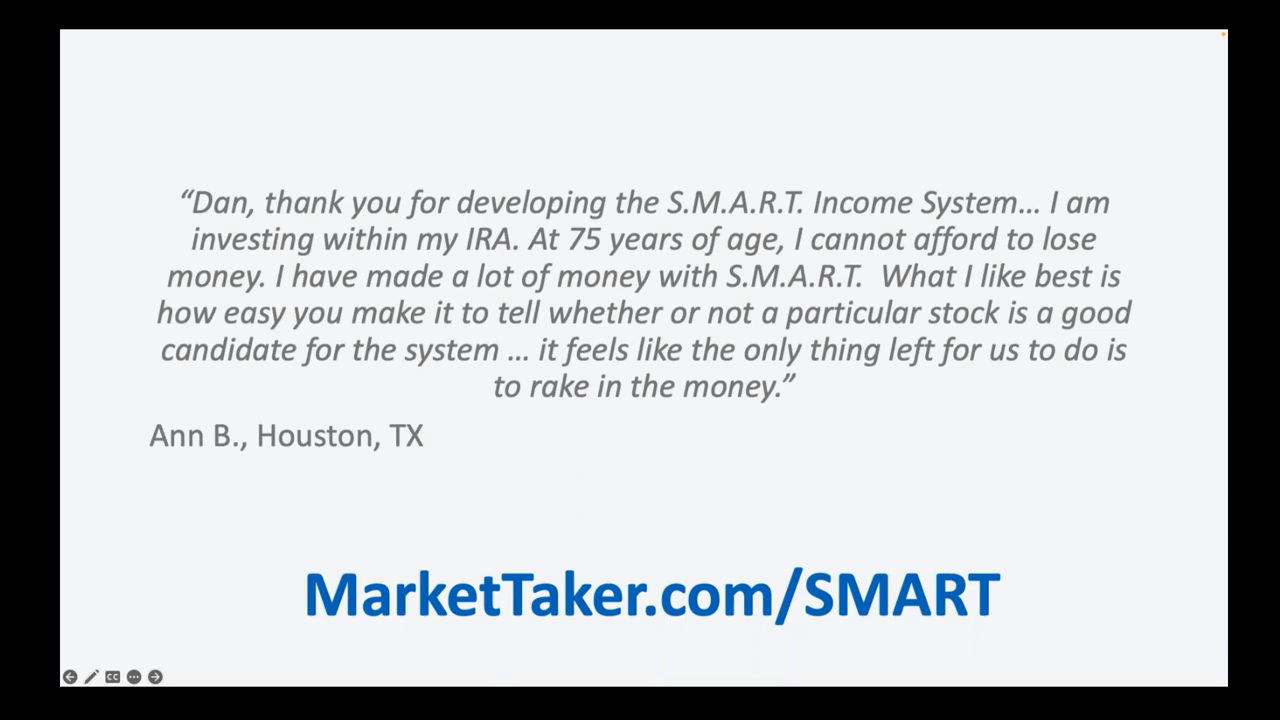 “Dan, thank you for developing the S.M.A.R.T. Income System… I am
investing within my IRA. At 75 years of age, I cannot afford to lose
money. I have made a lot of money with S.M.A.R.T.  What I like best is
how easy you make it to tell whether or not a particular stock is a good
candidate for the system … it feels like the only thing left for us to do is
to rake in the money.”
Ann B., Houston, TX
MarketTaker.com/SMART
CC